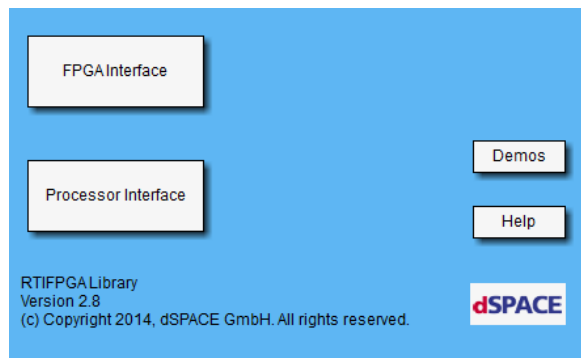 FPGA Interface
Demos
Processor Interface
Help
RTIFPGA Library
Version 2.8
(c) Copyright 2014, dSPACE GmbH. All rights reserved.
dSPACE